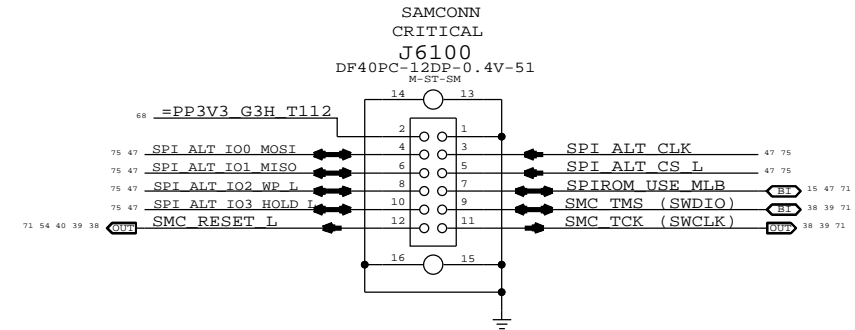 SAMCONN
CRITICAL
J6100
DF40PC-12DP-0.4V-51
M-ST-SM
14 13
68 =PP3V3_G3H_T112
2 1
75 47 SPI_ALT_IO0_MOSI 4 3 SPI_ALT_CLK 47 75
75 47 SPI_ALT_IO1_MISO 6 5 SPI_ALT_CS_L 47 75
75 47 SPI_ALT_IO2_WP_L 8 7 SPIROM_USE_MLB BI 15 47 71
75 47 SPI_ALT_IO3_HOLD_L 10 9 SMC_TMS (SWDIO) BI 38 39 71
71 54 40 39 38 OUT SMC_RESET_L 12 11 SMC_TCK (SWCLK) OUT 38 39 71
16 15